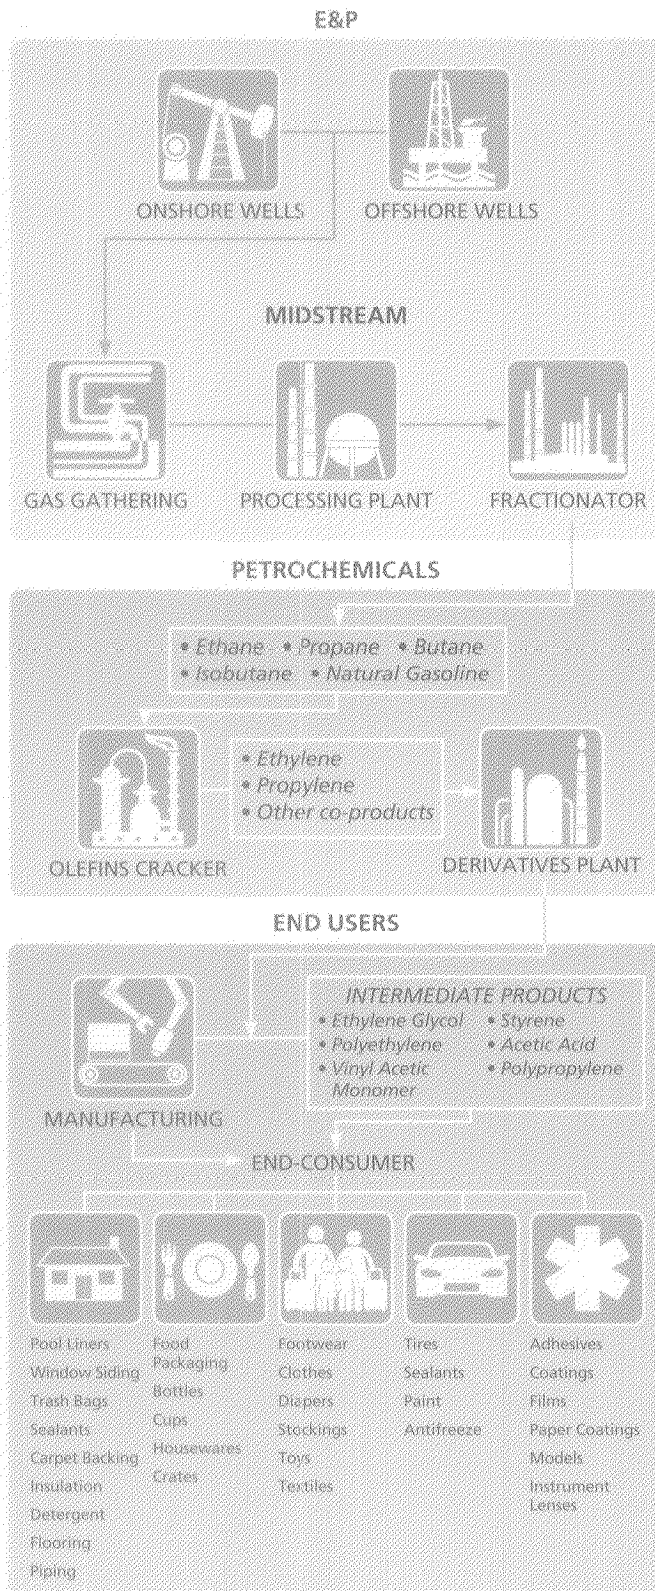 E&P
ONSHORE WELLS
OFFSHORE WELLS
MIDSTREAM
GAS GATHERING
PROCESSING PLANT
FRACTIONATOR
PETROCHEMICALS
• Ethane • Propane • Butane
• Isobutane • Natural Gasoline
• Ethylene
• Propylene
• Other co-products
OLEFINS CRACKER
DERIVATIVES PLANT
END USERS
INTERMEDIATE PRODUCTS
• Ethylene Glycol
• Polyethylene
• Vinyl Acetic
Monomer
• Styrene
• Acetic Acid
• Polypropylene
MANUFACTURING
END-CONSUMER
Pool Liners
Window Siding
Trash Bags
Sealants
Carpet Backing
Insulation
Detergent
Flooring
Piping
Food
Packaging
Bottles
Cups
Housewares
Crates
Footwear
Clothes
Diapers
Stockings
Toys
Textiles
Tires
Sealants
Paint
Antifreeze
Adhesives
Coatings
Films
Paper Coatings
Models
Instrument
Lenses